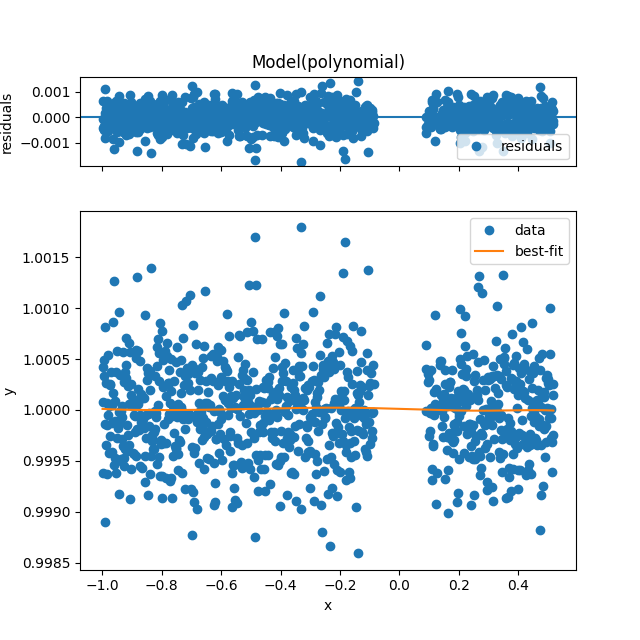 Model(polynomial)
residuals
0.001
0.000
−0.001
residuals
y
1.0015
1.0010
1.0005
1.0000
0.9995
0.9990
0.9985
data
best-fit
−1.0 −0.8 −0.6 −0.4 −0.2 0.0 0.2 0.4
x